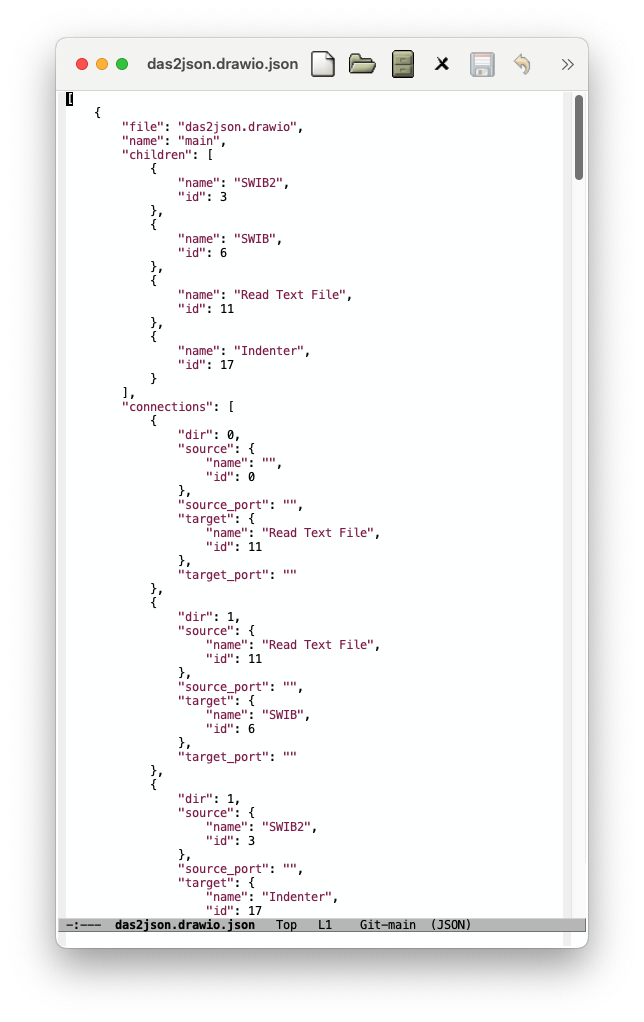 das2json.drawio.json
[
    {
        "file": "das2json.drawio",
        "name": "main",
        "children": [
            {
                "name": "SWIB2",
                "id": 3
            },
            {
                "name": "SWIB",
                "id": 6
            },
            {
                "name": "Read Text File",
                "id": 11
            },
            {
                "name": "Indenter",
                "id": 17
            }
        ],
        "connections": [
            {
                "dir": 0,
                "source": {
                    "name": "",
                    "id": 0
                },
                "source_port": "",
                "target": {
                    "name": "Read Text File",
                    "id": 11
                },
                "target_port": ""
            },
            {
                "dir": 1,
                "source": {
                    "name": "Read Text File",
                    "id": 11
                },
                "source_port": "",
                "target": {
                    "name": "SWIB",
                    "id": 6
                },
                "target_port": ""
            },
            {
                "dir": 1,
                "source": {
                    "name": "SWIB2",
                    "id": 3
                },
                "source_port": "",
                "target": {
                    "name": "Indenter",
                    "id": 17
-:---  das2json.drawio.json   Top   L1    Git-main  (JSON)